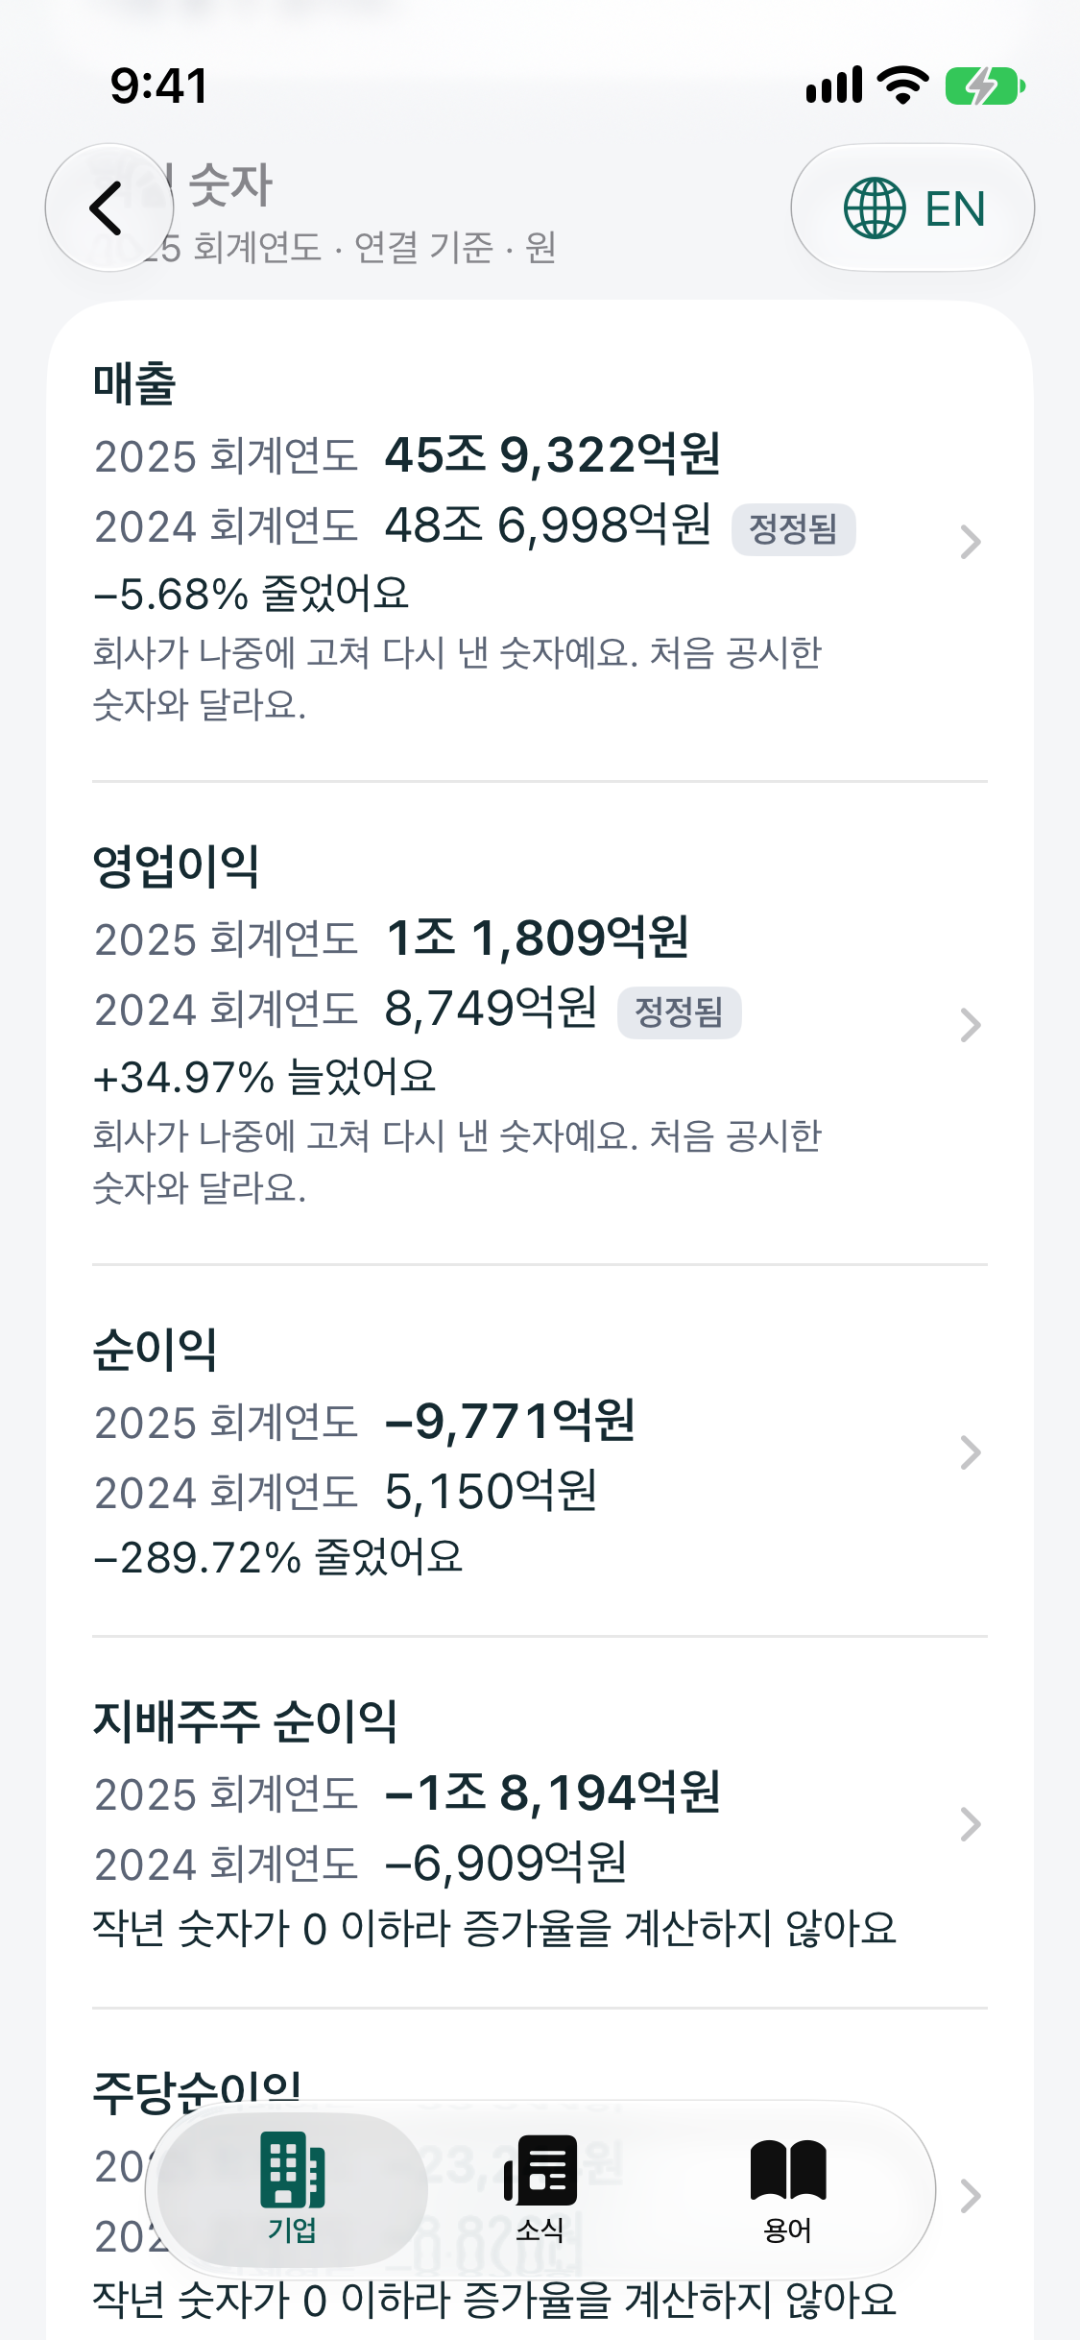 9:41
숫자
2025 회계연도 · 연결 기준 · 원
EN
매출
2025 회계연도 45조 9,322억원
2024 회계연도 48조 6,998억원 정정됨
−5.68% 줄었어요
회사가 나중에 고쳐 다시 낸 숫자예요. 처음 공시한
숫자와 달라요.
영업이익
2025 회계연도 1조 1,809억원
2024 회계연도 8,749억원 정정됨
+34.97% 늘었어요
회사가 나중에 고쳐 다시 낸 숫자예요. 처음 공시한
숫자와 달라요.
순이익
2025 회계연도 −9,771억원
2024 회계연도 5,150억원
−289.72% 줄었어요
지배주주 순이익
2025 회계연도 −1조 8,194억원
2024 회계연도 −6,909억원
작년 숫자가 0 이하라 증가율을 계산하지 않아요
주당순이익
기업
소식
용어
작년 숫자가 0 이하라 증가율을 계산하지 않아요